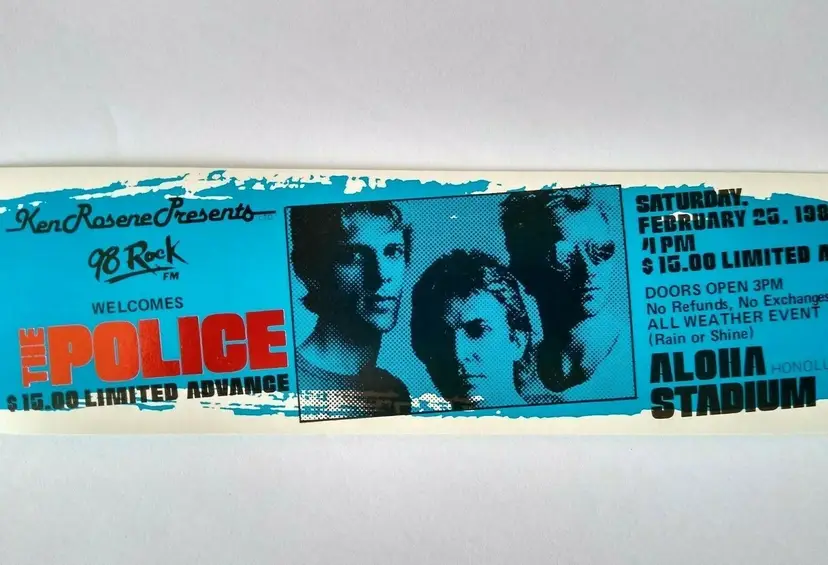 Ken Rosene Presents
98 Rock
FM
WELCOMES
THE POLICE
$15.00 LIMITED ADVANCE
SATURDAY,
FEBRUARY 25, 198
4 PM
$15.00 LIMITED A
DOORS OPEN 3PM
No Refunds, No Exchanges
ALL WEATHER EVENT
(Rain or Shine)
ALOHA HONOLU
STADIUM